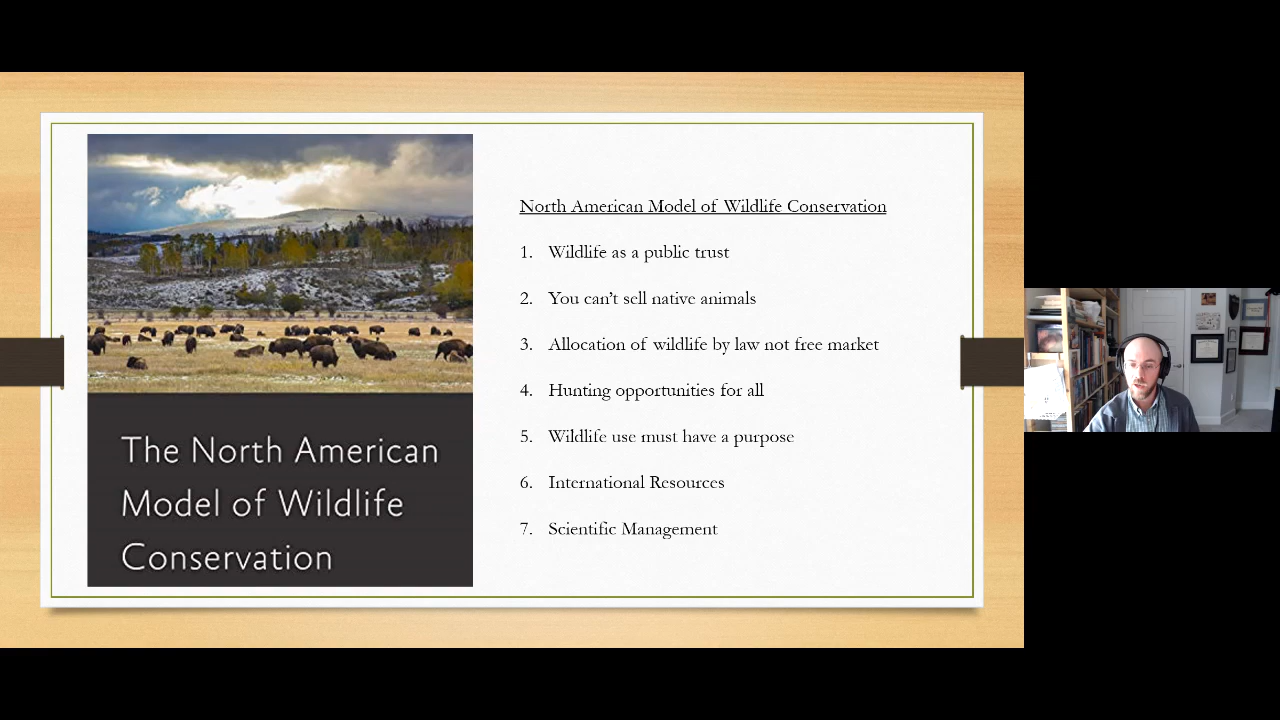 The North American
Model of Wildlife
Conservation
North American Model of Wildlife Conservation
1. Wildlife as a public trust
2. You can't sell native animals
3. Allocation of wildlife by law not free market
4. Hunting opportunities for all
5. Wildlife use must have a purpose
6. International Resources
7. Scientific Management